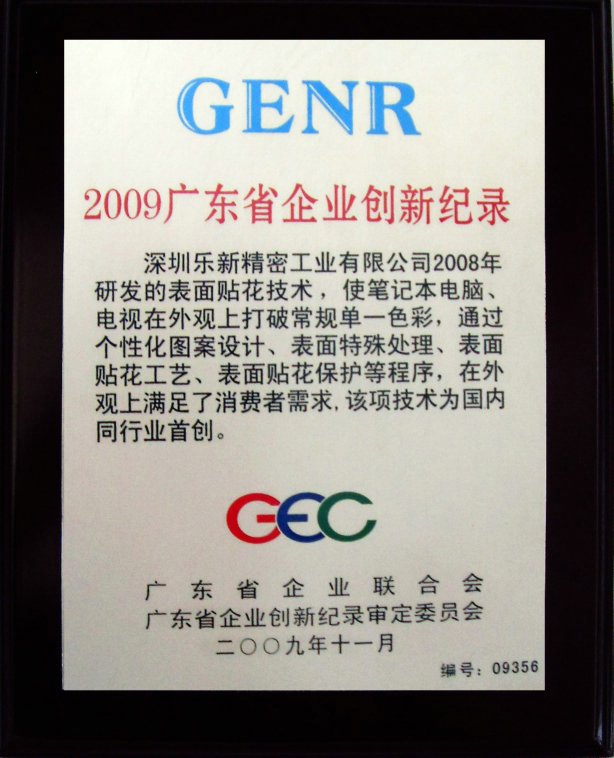 GENR
2009广东省企业创新纪录
深圳乐新精密工业有限公司2008年
研发的表面贴花技术，使笔记本电脑、
电视在外观上打破常规单一色彩，通过
个性化图案设计、表面特殊处理、表面
贴花工艺、表面贴花保护等程序，在外
观上满足了消费者需求,该项技术为国内
同行业首创。
GEC
广东省企业联合会
广东省企业创新纪录审定委员会
二〇〇九年十一月
编号：09356